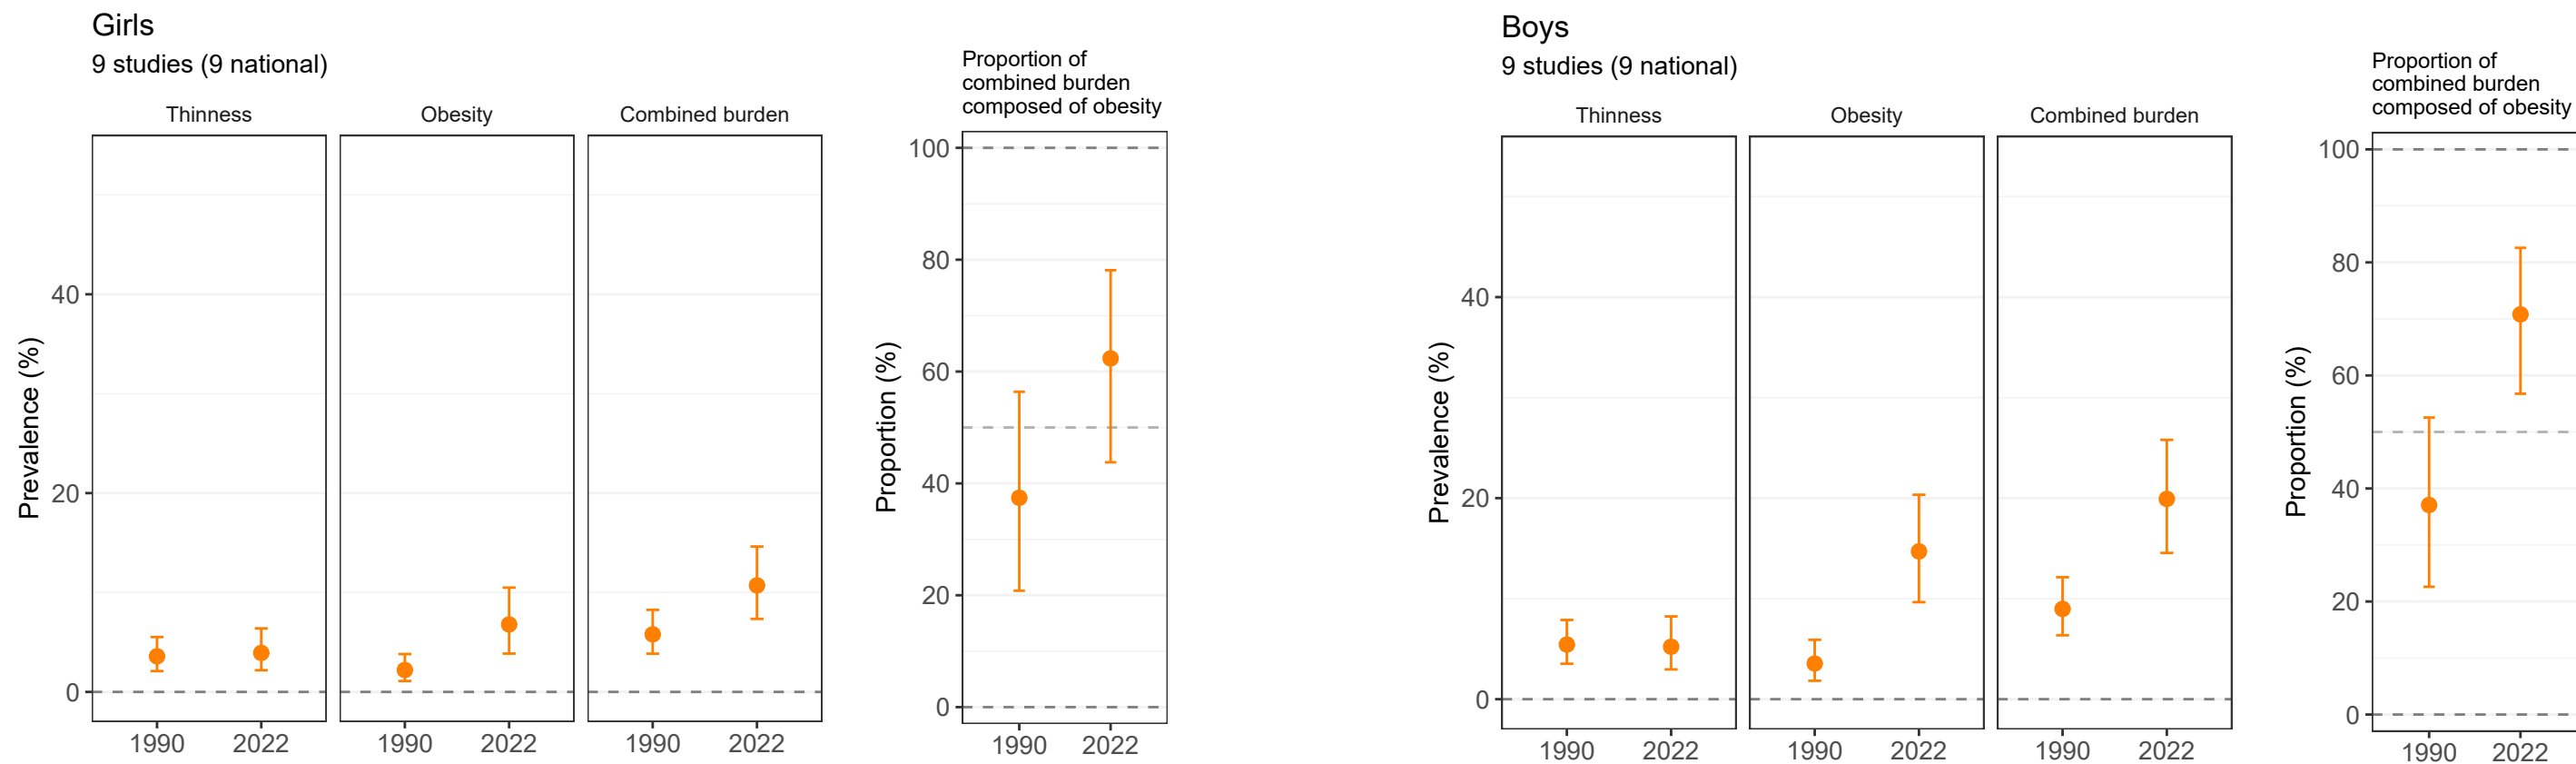 Girls
9 studies (9 national)
Thinness
Obesity
Combined burden
Prevalence (%)
40
20
0
1990
2022
1990
2022
1990
2022
Proportion of
combined burden
composed of obesity
Proportion (%)
100
80
60
40
20
0
1990
2022
Boys
9 studies (9 national)
Thinness
Obesity
Combined burden
Prevalence (%)
40
20
0
1990
2022
1990
2022
1990
2022
Proportion of
combined burden
composed of obesity
Proportion (%)
100
80
60
40
20
0
1990
2022